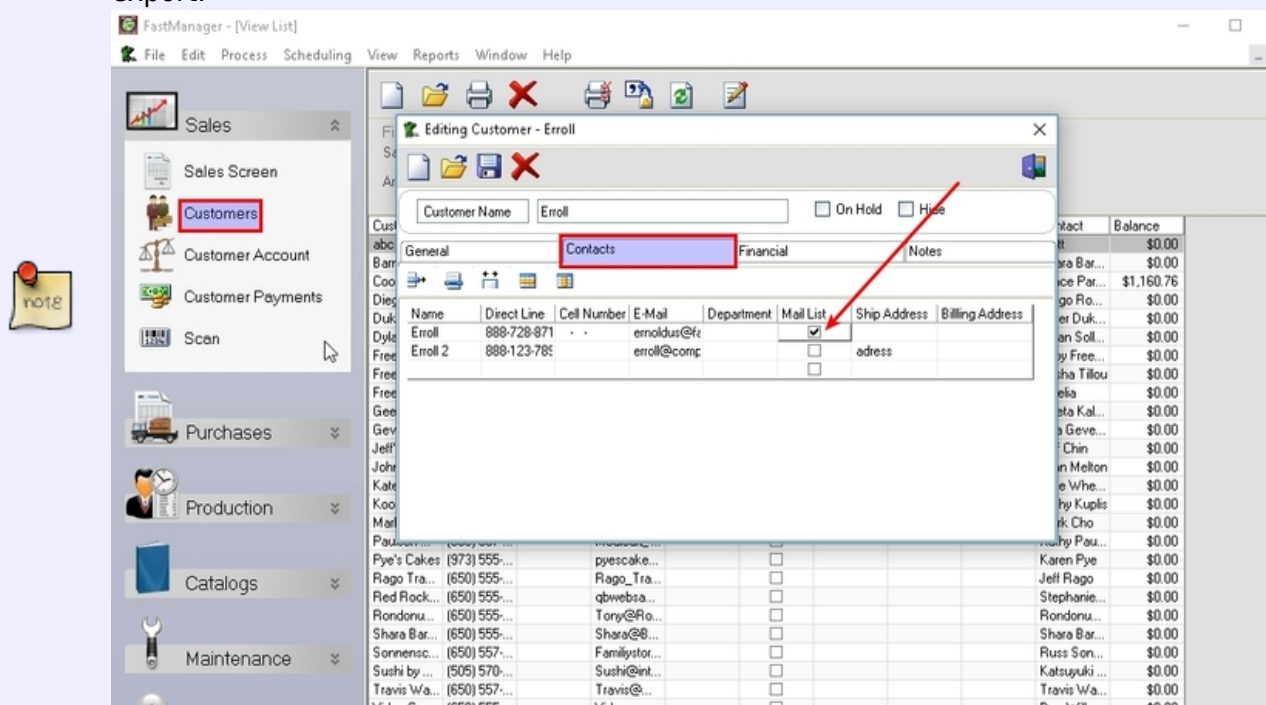 FastManager - [View List]
File Edit Process Scheduling View Reports Window Help
Sales
Sales Screen
Customers
Customer Account
Customer Payments
Scan
Purchases
Production
Catalogs
Maintenance
note
Editing Customer - Erroll
Customer Name Erroll On Hold Hide
General Contacts Financial Notes
Name Direct Line Cell Number E-Mail Department Mail List Ship Address Billing Address
Erroll 888-728-871 - - ernoldus@fa
Erroll 2 888-123-789 erroll@comp adress
Balance
abc $0.00
$0.00
$1,160.76
$0.00
$0.00
$0.00
$0.00
Tillou $0.00
$0.00
$0.00
$0.00
Chin $0.00
Melton $0.00
$0.00
Kuplis $0.00
Cho $0.00
$0.00
Pye's Cakes (973) 555-... pyescake... Karen Pye $0.00
Rago Tra... (650) 555-... Rago_Tra... Jeff Rago $0.00
Red Rock... (650) 555-... qbwebsa... Stephanie... $0.00
Rondonu... (650) 555-... Tony@Ro... Rondonu... $0.00
Shara Bar... (650) 555-... Shara@B... Shara Bar... $0.00
Sonnensc... (650) 557-... Familystor... Russ Son... $0.00
Sushi by ... (505) 570-... Sushi@int... Katsuyuki ... $0.00
Travis Wa... (650) 557-... Travis@... Travis Wa... $0.00